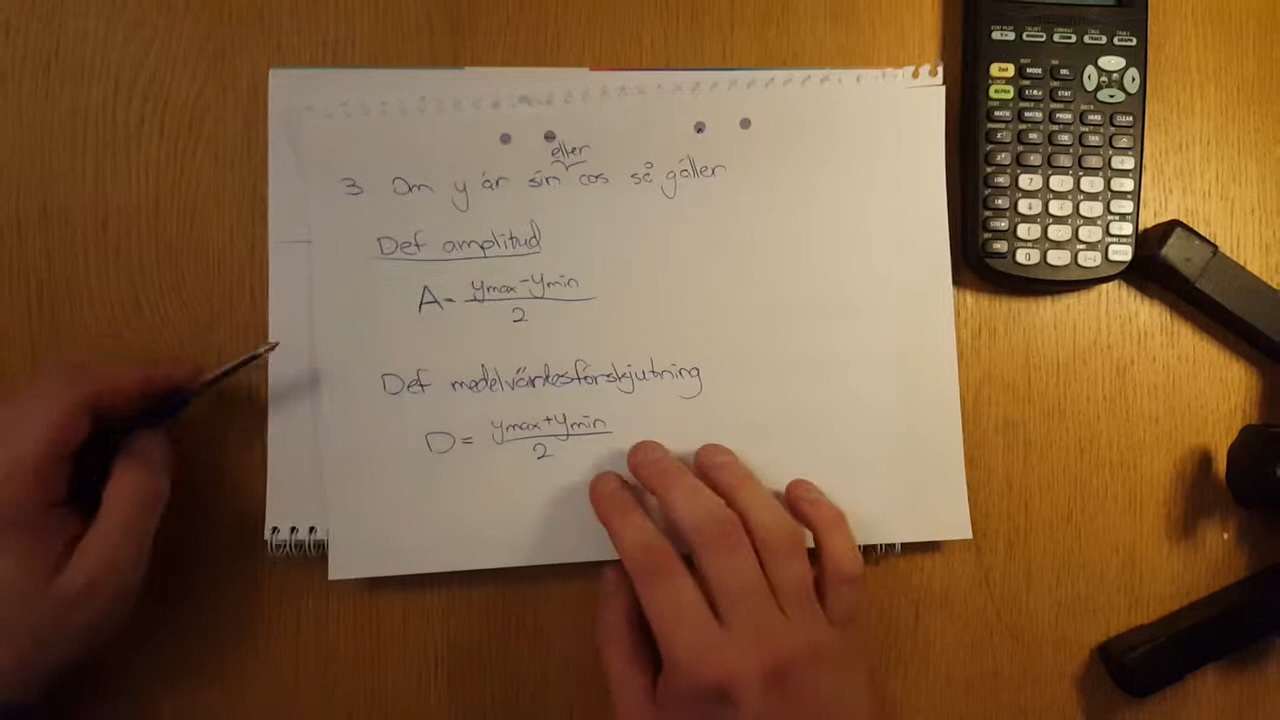 eller
3 Om y är sin cos så gäller
Def amplitud
A = ymax - ymin
2
Def medelvärdesförskjutning
D = ymax + ymin
2